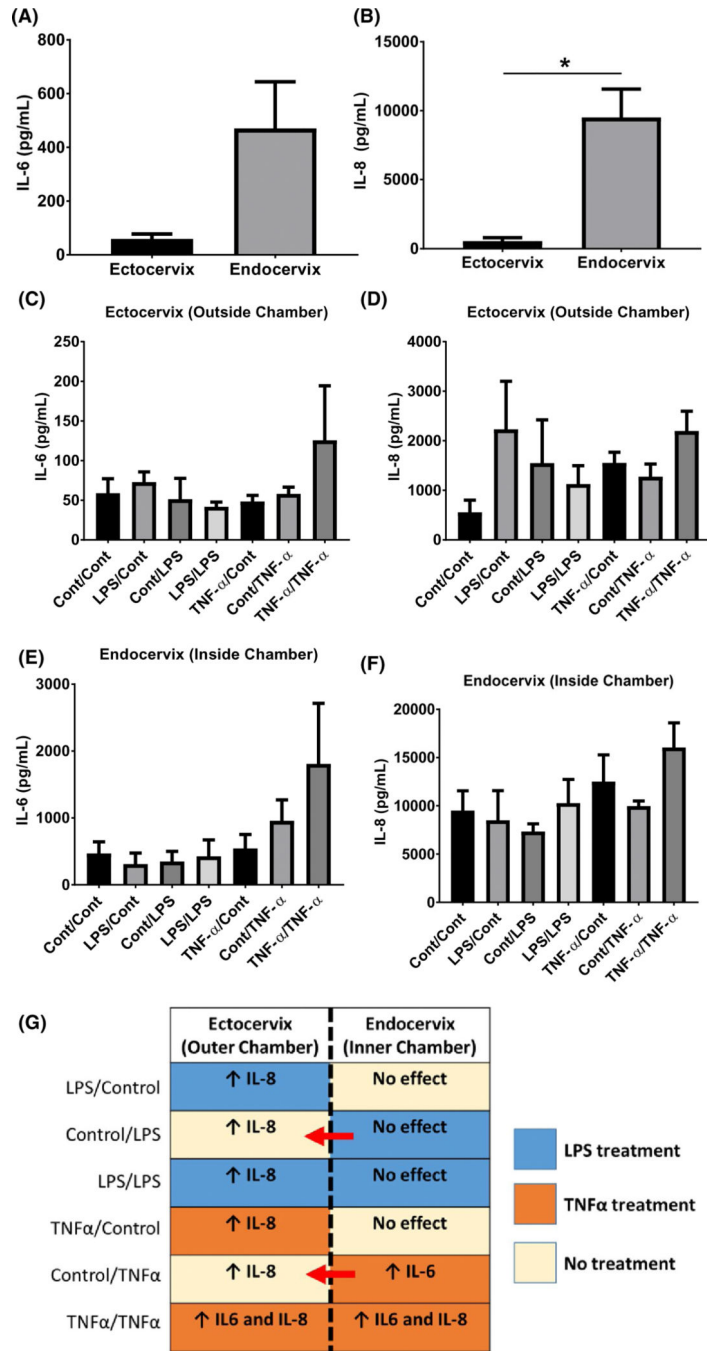 (A)
800
600
400
200
0
IL-6 (pg/mL)
Ectocervix
Endocervix
(B)
15000
10000
5000
0
IL-8 (pg/mL)
*
Ectocervix
Endocervix
(C)
Ectocervix (Outside Chamber)
250
200
150
100
50
0
IL-6 (pg/mL)
Cont/Cont
LPS/Cont
Cont/LPS
LPS/LPS
TNF-α/Cont
Cont/TNF-α
TNF-α/TNF-α
(D)
Ectocervix (Outside Chamber)
4000
3000
2000
1000
0
IL-8 (pg/mL)
Cont/Cont
LPS/Cont
Cont/LPS
LPS/LPS
TNF-α/Cont
Cont/TNF-α
TNF-α/TNF-α
(E)
Endocervix (Inside Chamber)
3000
2000
1000
0
IL-6 (pg/mL)
Cont/Cont
LPS/Cont
Cont/LPS
LPS/LPS
TNF-α/Cont
Cont/TNF-α
TNF-α/TNF-α
(F)
Endocervix (Inside Chamber)
20000
15000
10000
5000
0
IL-8 (pg/mL)
Cont/Cont
LPS/Cont
Cont/LPS
LPS/LPS
TNF-α/Cont
Cont/TNF-α
TNF-α/TNF-α
(G)
Ectocervix
(Outer Chamber)
Endocervix
(Inner Chamber)
LPS/Control
↑ IL-8
No effect
Control/LPS
↑ IL-8
No effect
LPS/LPS
↑ IL-8
No effect
TNFα/Control
↑ IL-8
No effect
Control/TNFα
↑ IL-8
↑ IL-6
TNFα/TNFα
↑ IL6 and IL-8
↑ IL6 and IL-8
LPS treatment
TNFα treatment
No treatment